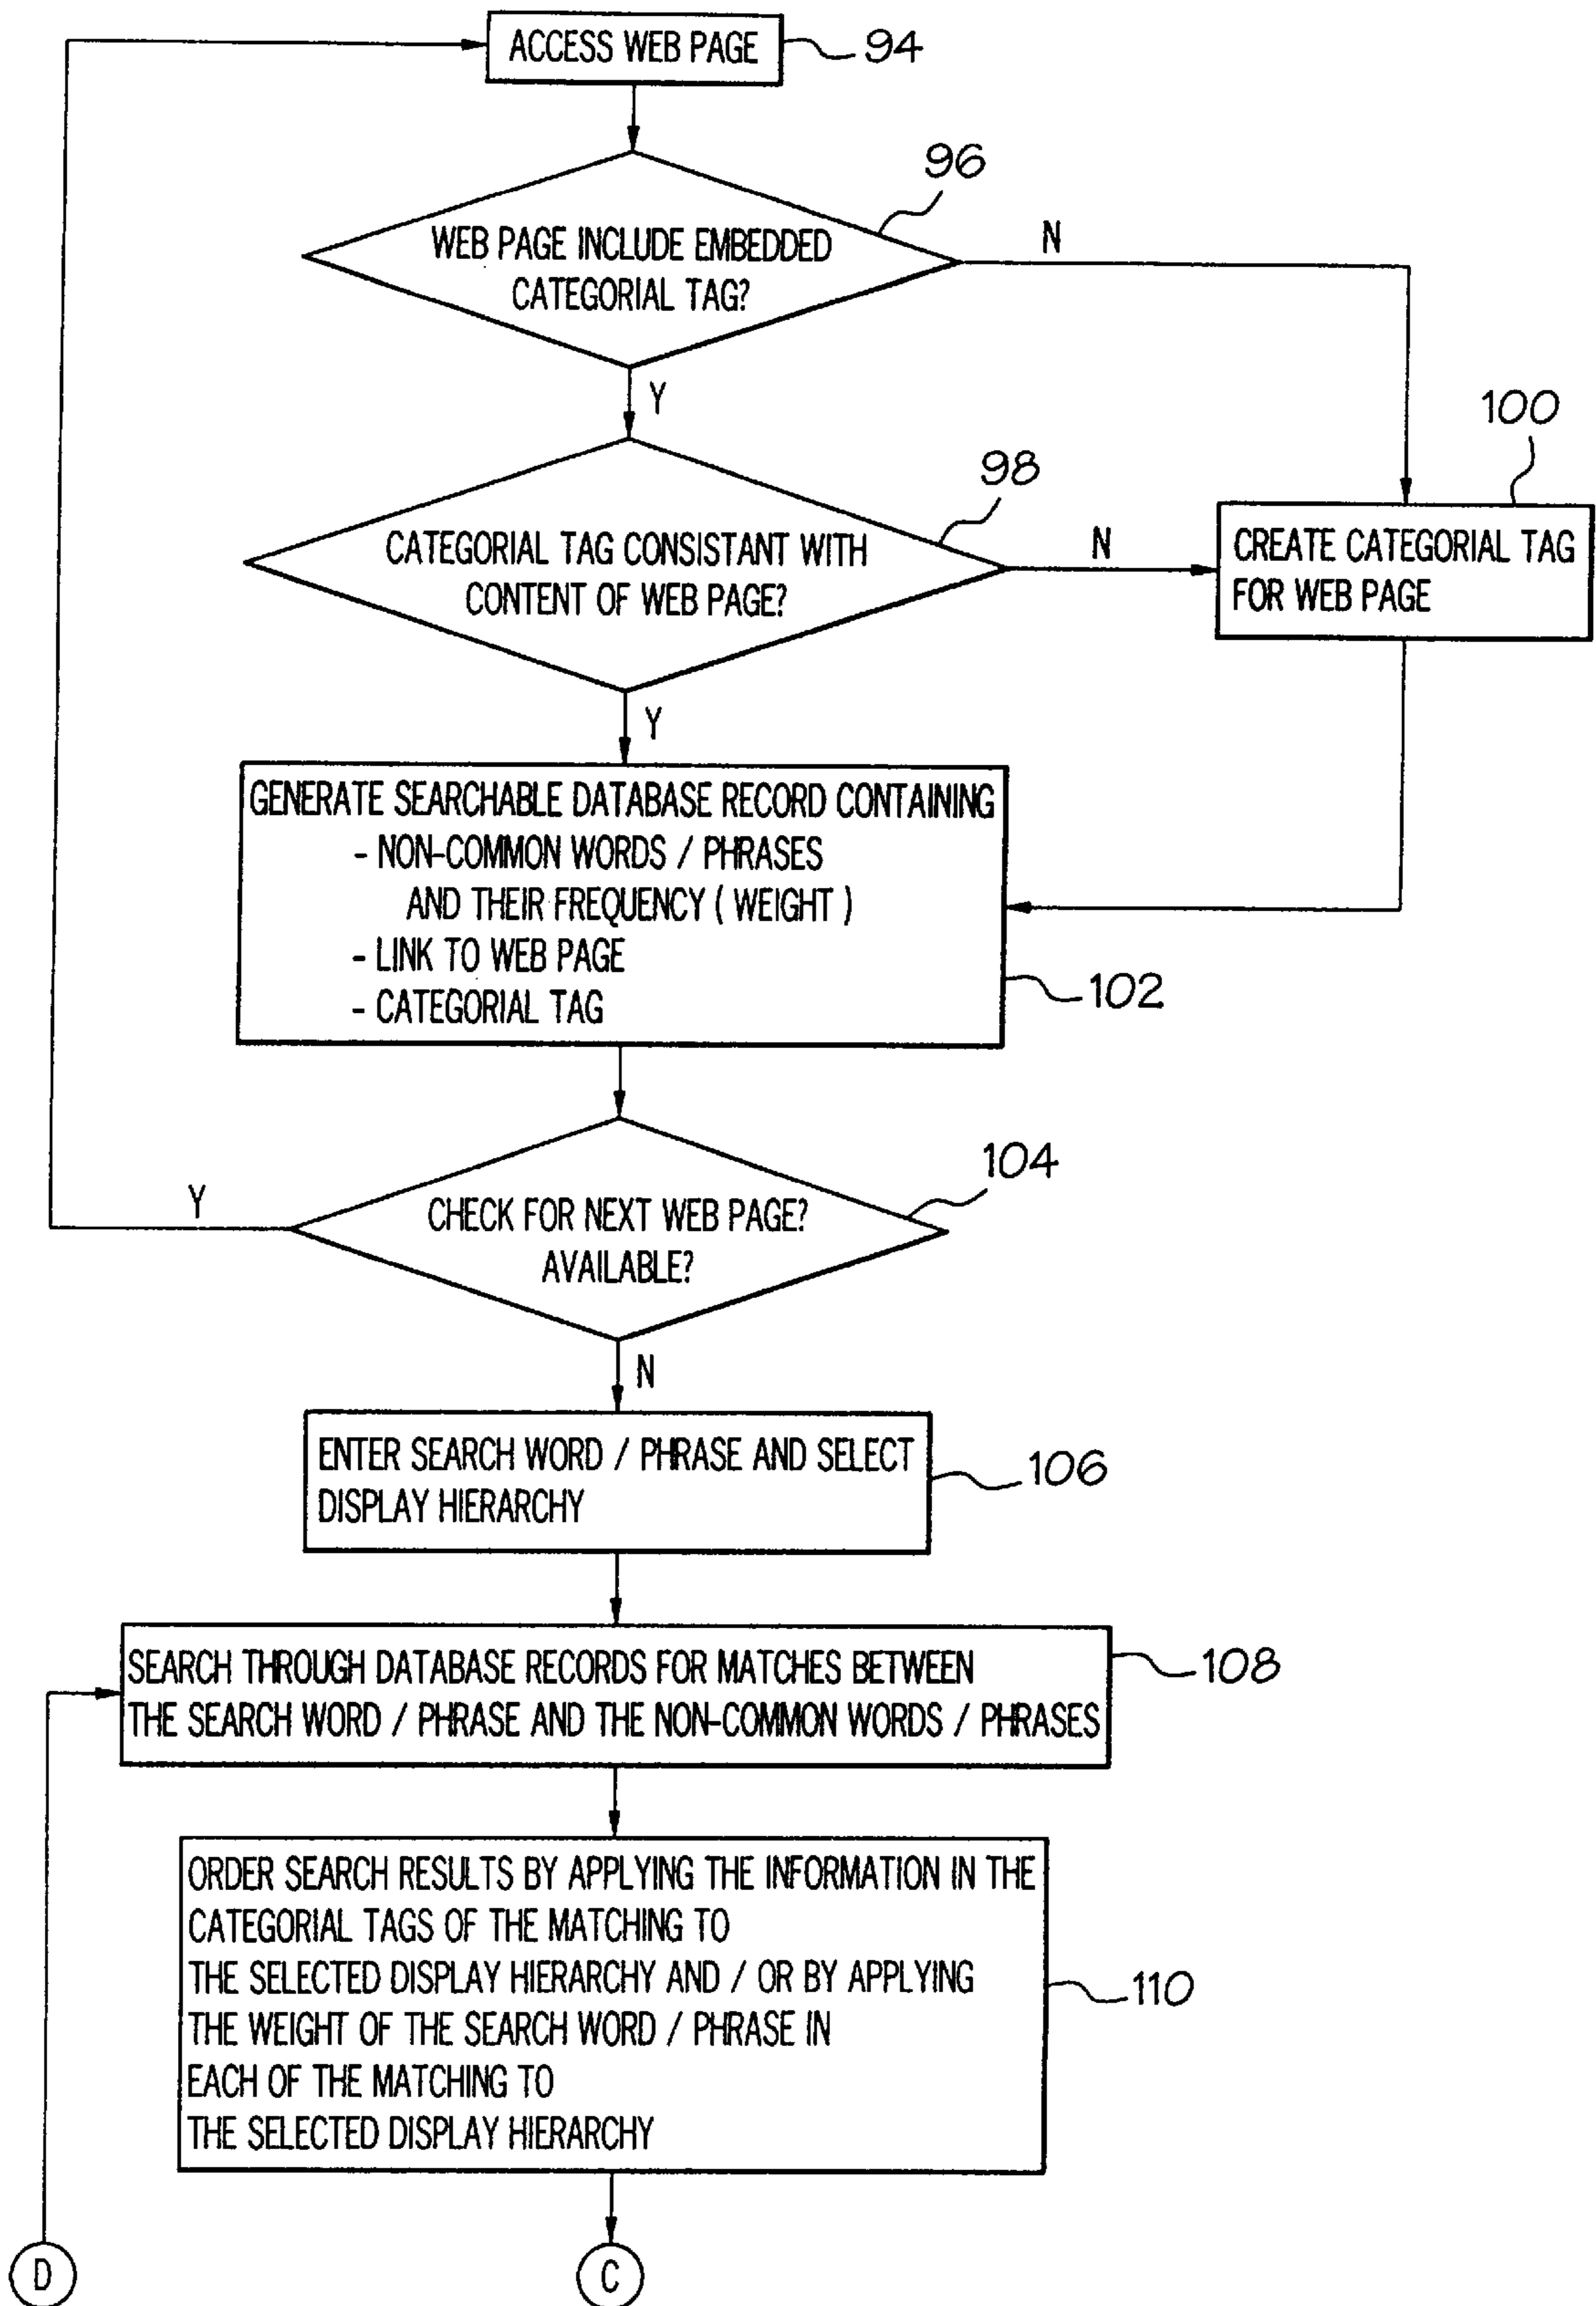 ACCESS WEB PAGE
94
96
WEB PAGE INCLUDE EMBEDDED
CATEGORIAL TAG?
N
Y
100
98
CATEGORIAL TAG CONSISTANT WITH
CONTENT OF WEB PAGE?
N
CREATE CATEGORIAL TAG
FOR WEB PAGE
Y
GENERATE SEARCHABLE DATABASE RECORD CONTAINING
- NON-COMMON WORDS / PHRASES
AND THEIR FREQUENCY ( WEIGHT )
- LINK TO WEB PAGE
- CATEGORIAL TAG
102
104
Y
CHECK FOR NEXT WEB PAGE?
AVAILABLE?
N
ENTER SEARCH WORD / PHRASE AND SELECT
DISPLAY HIERARCHY
106
SEARCH THROUGH DATABASE RECORDS FOR MATCHES BETWEEN
THE SEARCH WORD / PHRASE AND THE NON-COMMON WORDS / PHRASES
108
ORDER SEARCH RESULTS BY APPLYING THE INFORMATION IN THE
CATEGORIAL TAGS OF THE MATCHING TO
THE SELECTED DISPLAY HIERARCHY AND / OR BY APPLYING
THE WEIGHT OF THE SEARCH WORD / PHRASE IN
EACH OF THE MATCHING TO
THE SELECTED DISPLAY HIERARCHY
110
D
C